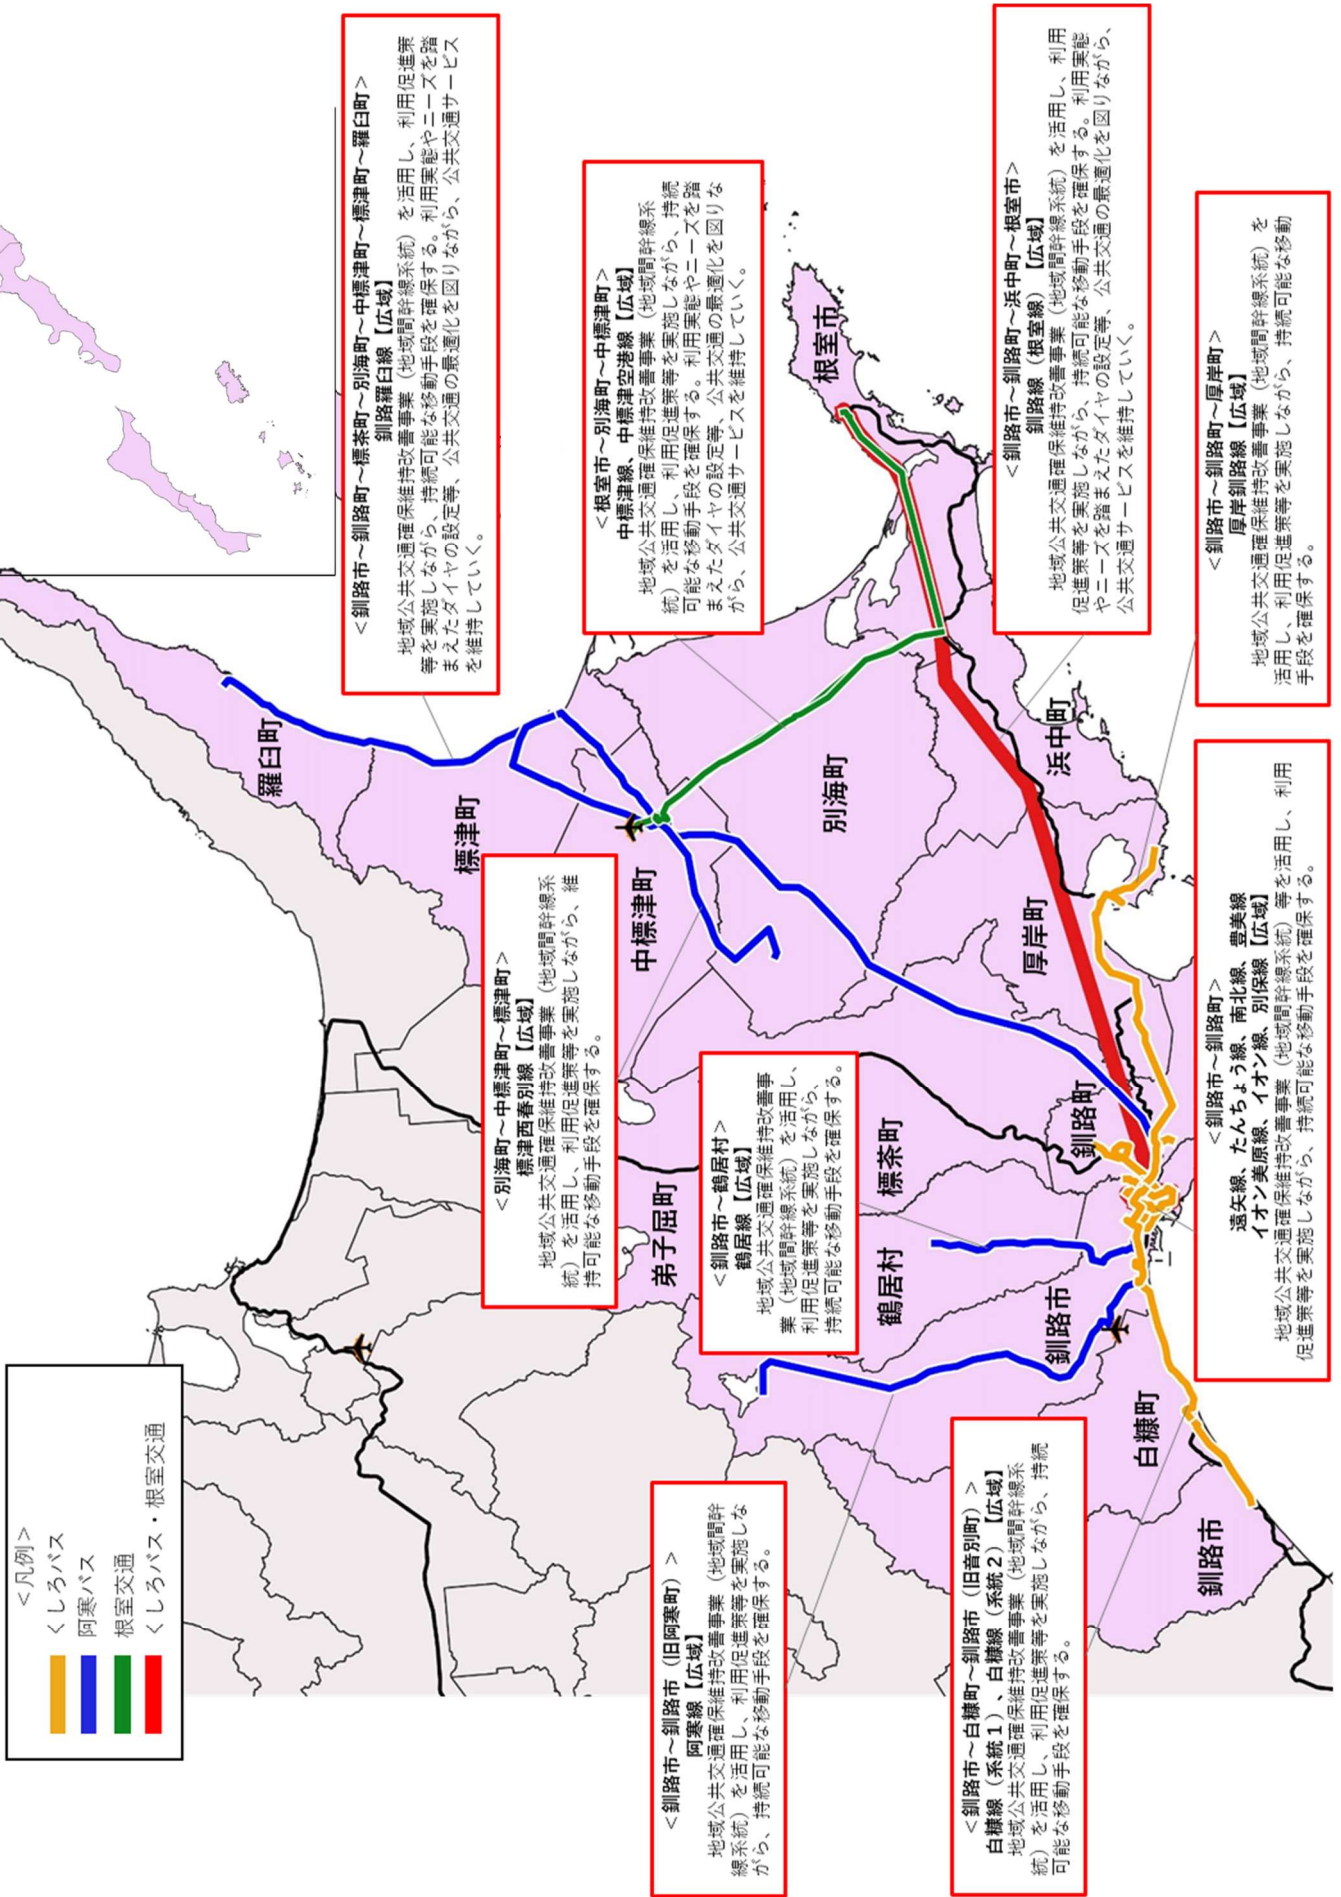 <凡例>
くしろバス
阿寒バス
根室交通
くしろバス・根室交通
<釧路市~釧路町~標茶町~別海町~中標津町~標津町~羅臼町>
釧路羅臼線【広域】
地域公共交通確保維持改善事業（地域間幹線系統）を活用し、利用促進策
等を実施しながら、持続可能な移動手段を確保する。利用実態やニーズを踏
まえたダイヤの設定等、公共交通の最適化を図りながら、公共交通サービス
を維持していく。
<根室市~別海町~中標津町>
中標津線、中標津空港線【広域】
地域公共交通確保維持改善事業（地域間幹線系
統）を活用し、利用促進策等を実施しながら、持続
可能な移動手段を確保する。利用実態やニーズを踏
まえたダイヤの設定等、公共交通の最適化を図りな
がら、公共交通サービスを維持していく。
<釧路市~釧路町~浜中町~根室市>
釧路線（根室線）【広域】
地域公共交通確保維持改善事業（地域間幹線系統）を活用し、利用
促進策等を実施しながら、持続可能な移動手段を確保する。利用実態
やニーズを踏まえたダイヤの設定等、公共交通の最適化を図りながら、
公共交通サービスを維持していく。
<釧路市~釧路町~厚岸町>
厚岸釧路線【広域】
地域公共交通確保維持改善事業（地域間幹線系統）を
活用し、利用促進策等を実施しながら、持続可能な移動
手段を確保する。
<別海町~中標津町~標津町>
標津西春別線【広域】
地域公共交通確保維持改善事業（地域間幹線系
統）を活用し、利用促進策等を実施しながら、維
持可能な移動手段を確保する。
<釧路市~鶴居村>
鶴居線【広域】
地域公共交通確保維持改善事
業（地域間幹線系統）を活用し、
利用促進策等を実施しながら、
持続可能な移動手段を確保する。
<釧路市~釧路町>
遠矢線、たんちょう線、南北線、豊美線
イオン美原線、イオン線、別保線【広域】
地域公共交通確保維持改善事業（地域間幹線系統）等を活用し、利用
促進策等を実施しながら、持続可能な移動手段を確保する。
<釧路市~釧路市（旧阿寒町）>
阿寒線【広域】
地域公共交通確保維持改善事業（地域間幹
線系統）を活用し、利用促進策等を実施しな
がら、持続可能な移動手段を確保する。
<釧路市~白糠町~釧路市（旧音別町）>
白糠線（系統１）、白糠線（系統２）【広域】
地域公共交通確保維持改善事業（地域間幹線系
統）を活用し、利用促進策等を実施しながら、持続
可能な移動手段を確保する。
羅臼町
標津町
中標津町
別海町
根室市
浜中町
厚岸町
釧路町
標茶町
弟子屈町
鶴居村
釧路市
白糠町
釧路市